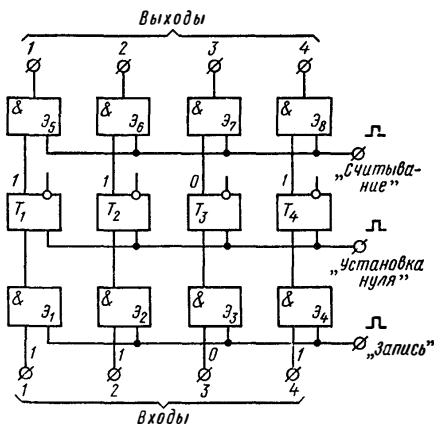 Выходы
1 2 3 4
& & & &
Э5 Э6 Э7 Э8
„Считыва-
ние”
1 1 0 1
T1 T2 T3 T4
„Установка
нуля”
& & & &
Э1 Э2 Э3 Э4
„Запись”
1 1 0 1
1 2 3 4
Входы